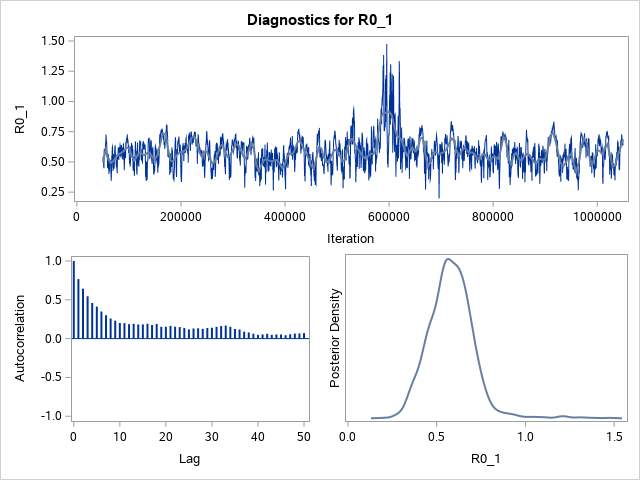 Diagnostics for R0_1
R0_1
1.50
1.25
1.00
0.75
0.50
0.25
0 200000 400000 600000 800000 1000000
Iteration
Autocorrelation
1.0
0.5
0.0
-0.5
-1.0
0 10 20 30 40 50
Lag
Posterior Density
0.0 0.5 1.0 1.5
R0_1